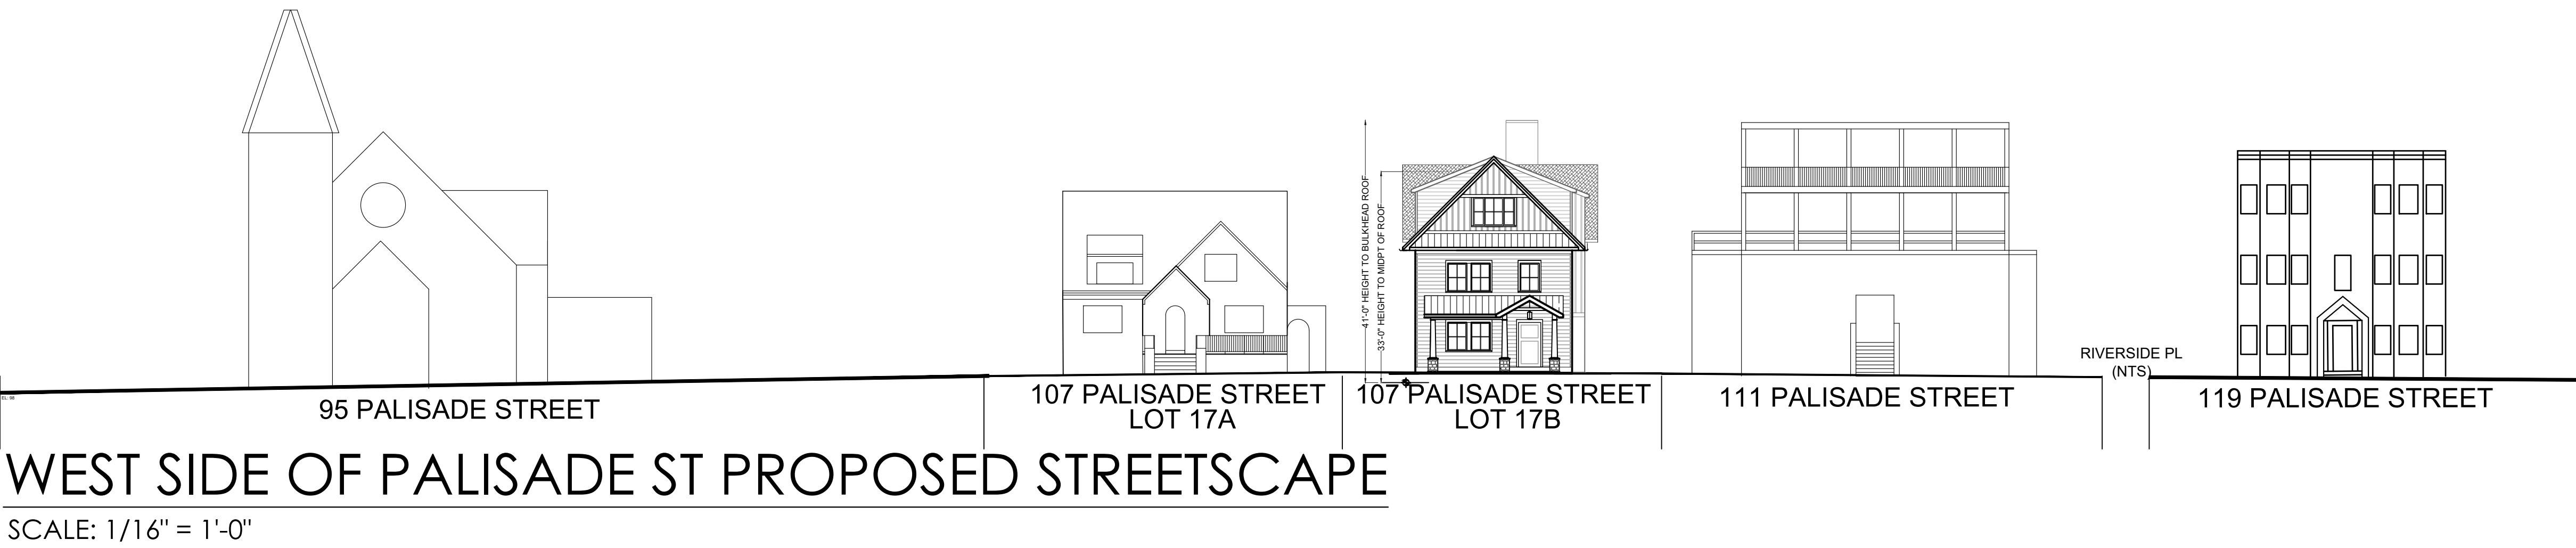 41'-0" HEIGHT TO BULKHEAD ROOF
33'-0" HEIGHT TO MIDPT OF ROOF
RIVERSIDE PL
(NTS)
95 PALISADE STREET
107 PALISADE STREET
LOT 17A
107 PALISADE STREET
LOT 17B
111 PALISADE STREET
119 PALISADE STREET
WEST SIDE OF PALISADE ST PROPOSED STREETSCAPE
SCALE: 1/16" = 1'-0"